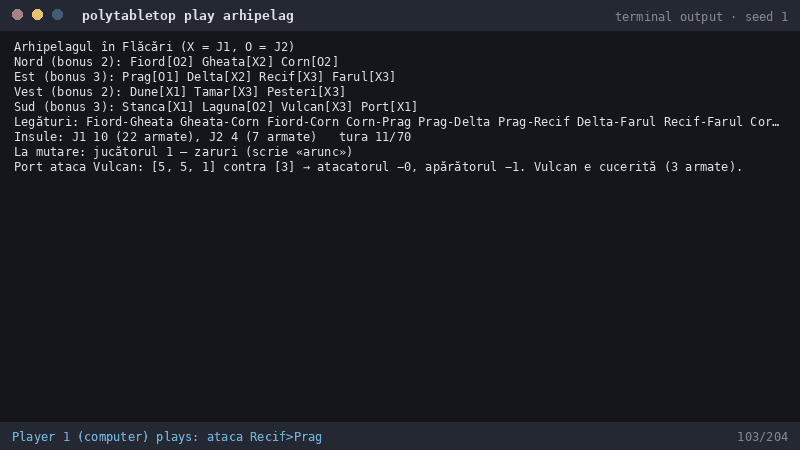 polytabletop play arhipelag
terminal output · seed 1
Arhipelagul în Flăcări (X = J1, O = J2)
Nord (bonus 2): Fiord[O2] Gheata[X2] Corn[O2]
Est (bonus 3): Prag[O1] Delta[X2] Recif[X3] Farul[X3]
Vest (bonus 2): Dune[X1] Tamar[X3] Pesteri[X3]
Sud (bonus 3): Stanca[X1] Laguna[O2] Vulcan[X3] Port[X1]
Legături: Fiord-Gheata Gheata-Corn Fiord-Corn Corn-Prag Prag-Delta Prag-Recif Delta-Farul Recif-Farul Cor…
Insule: J1 10 (22 armate), J2 4 (7 armate)   tura 11/70
La mutare: jucătorul 1 — zaruri (scrie «arunc»)
Port ataca Vulcan: [5, 5, 1] contra [3] → atacatorul −0, apărătorul −1. Vulcan e cucerită (3 armate).
Player 1 (computer) plays: ataca Recif>Prag
103/204